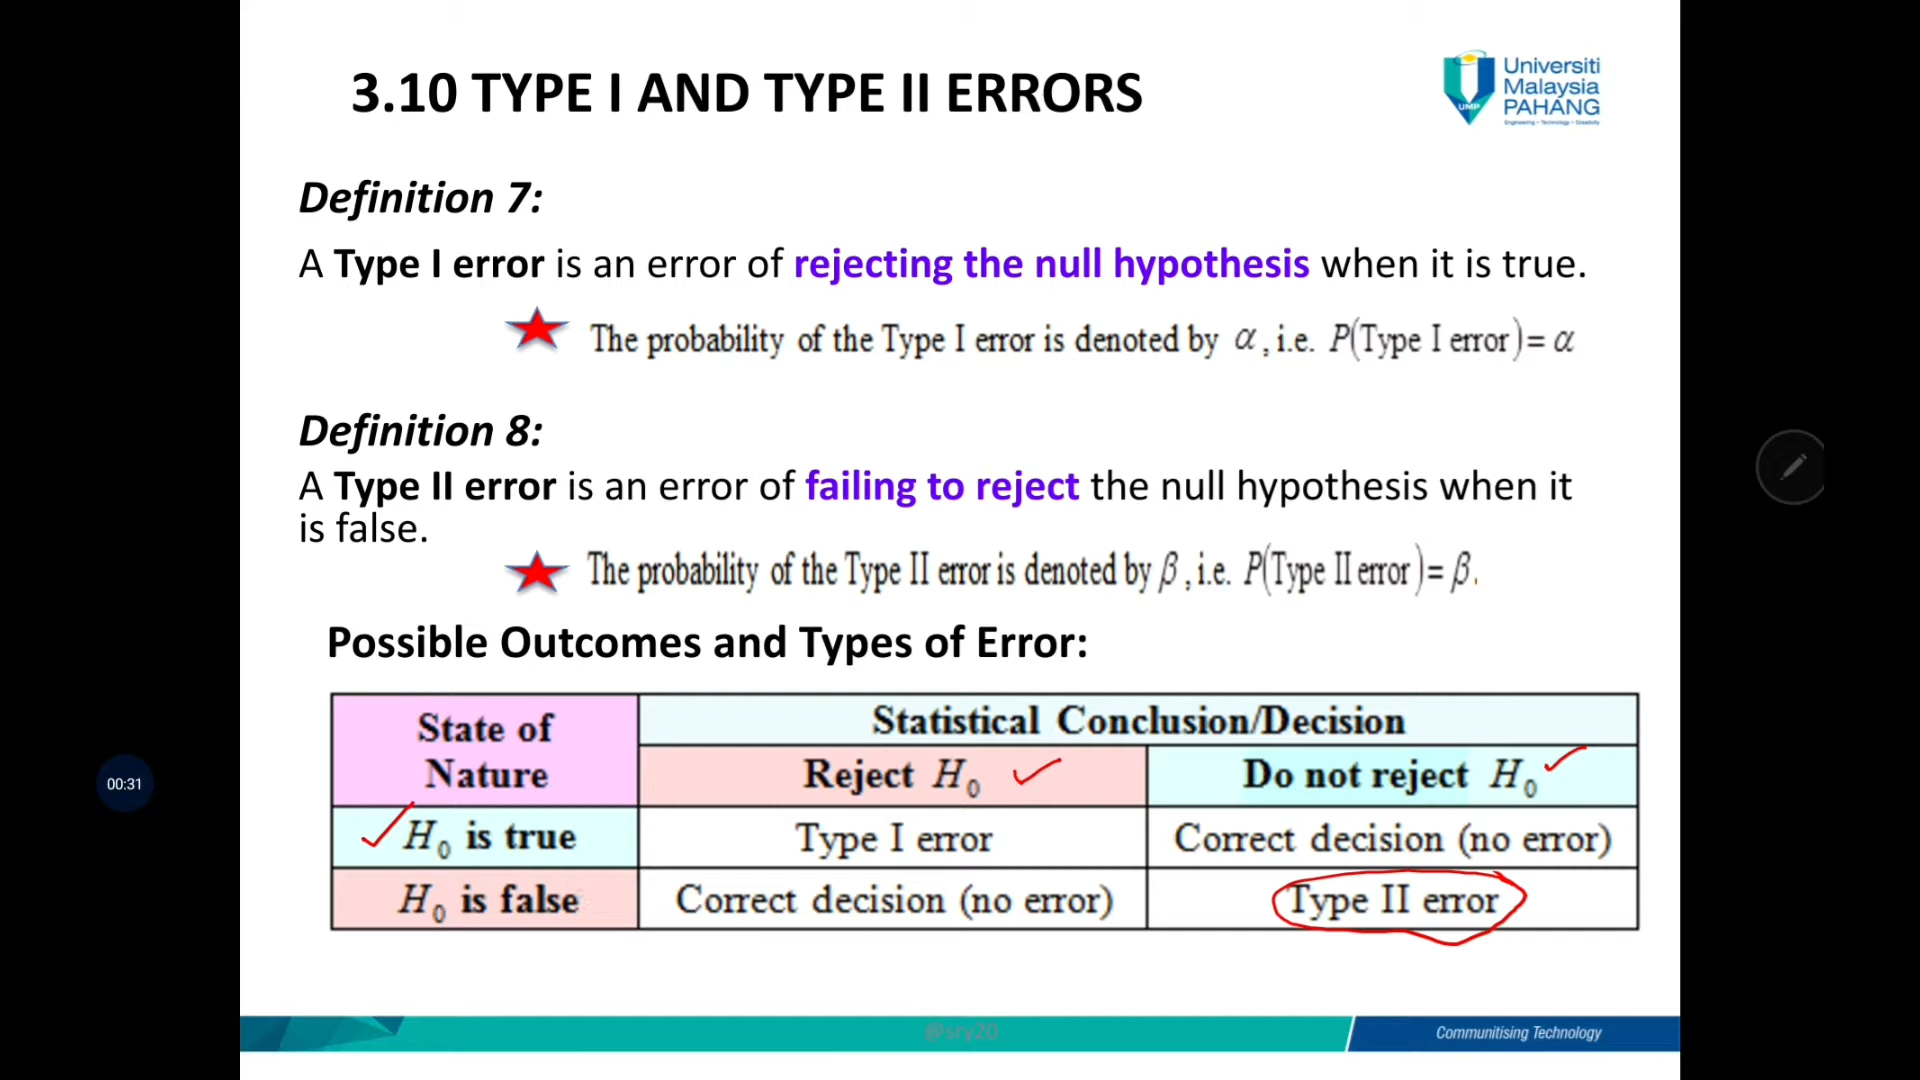 3.10 TYPE I AND TYPE II ERRORS
Universiti
Malaysia
PAHANG
Engineering • Technology • Creativity
UMP
Definition 7:
A Type I error is an error of rejecting the null hypothesis when it is true.
The probability of the Type I error is denoted by α, i.e. P(Type I error) = α
Definition 8:
A Type II error is an error of failing to reject the null hypothesis when it
is false.
The probability of the Type II error is denoted by β, i.e. P(Type II error) = β.
Possible Outcomes and Types of Error:
State of
Nature
Statistical Conclusion/Decision
Reject H₀
Do not reject H₀
H₀ is true
Type I error
Correct decision (no error)
H₀ is false
Correct decision (no error)
Type II error
00:31
@sry20
Communitising Technology